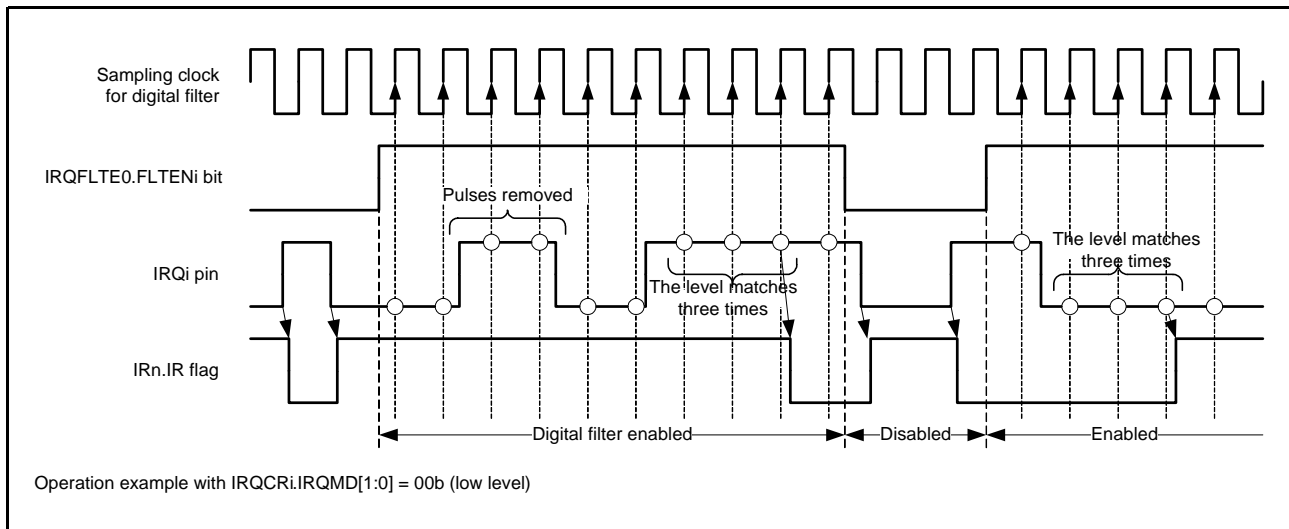 Sampling clock
for digital filter
IRQFLTE0.FLTENi bit
Pulses removed
IRQi pin
The level matches
three times
The level matches
three times
IRn.IR flag
Digital filter enabled
Disabled
Enabled
Operation example with IRQCRi.IRQMD[1:0] = 00b (low level)